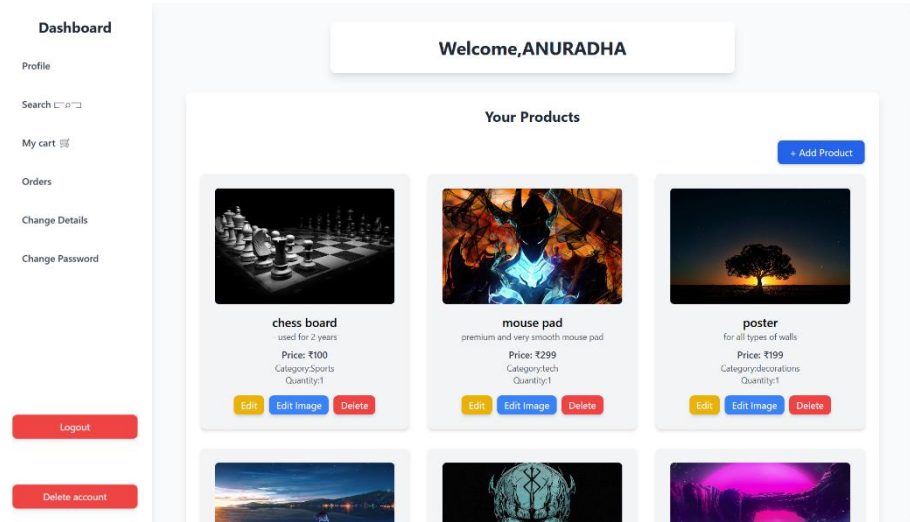 Dashboard
Profile
Search
My cart 🛒
Orders
Change Details
Change Password
Logout
Delete account
Welcome,ANURADHA
Your Products
+ Add Product
chess board
used for 2 years
Price: ₹100
Category:Sports
Quantity:1
Edit Edit Image Delete
mouse pad
premium and very smooth mouse pad
Price: ₹299
Category:tech
Quantity:1
Edit Edit Image Delete
poster
for all types of walls
Price: ₹199
Category:decorations
Quantity:1
Edit Edit Image Delete